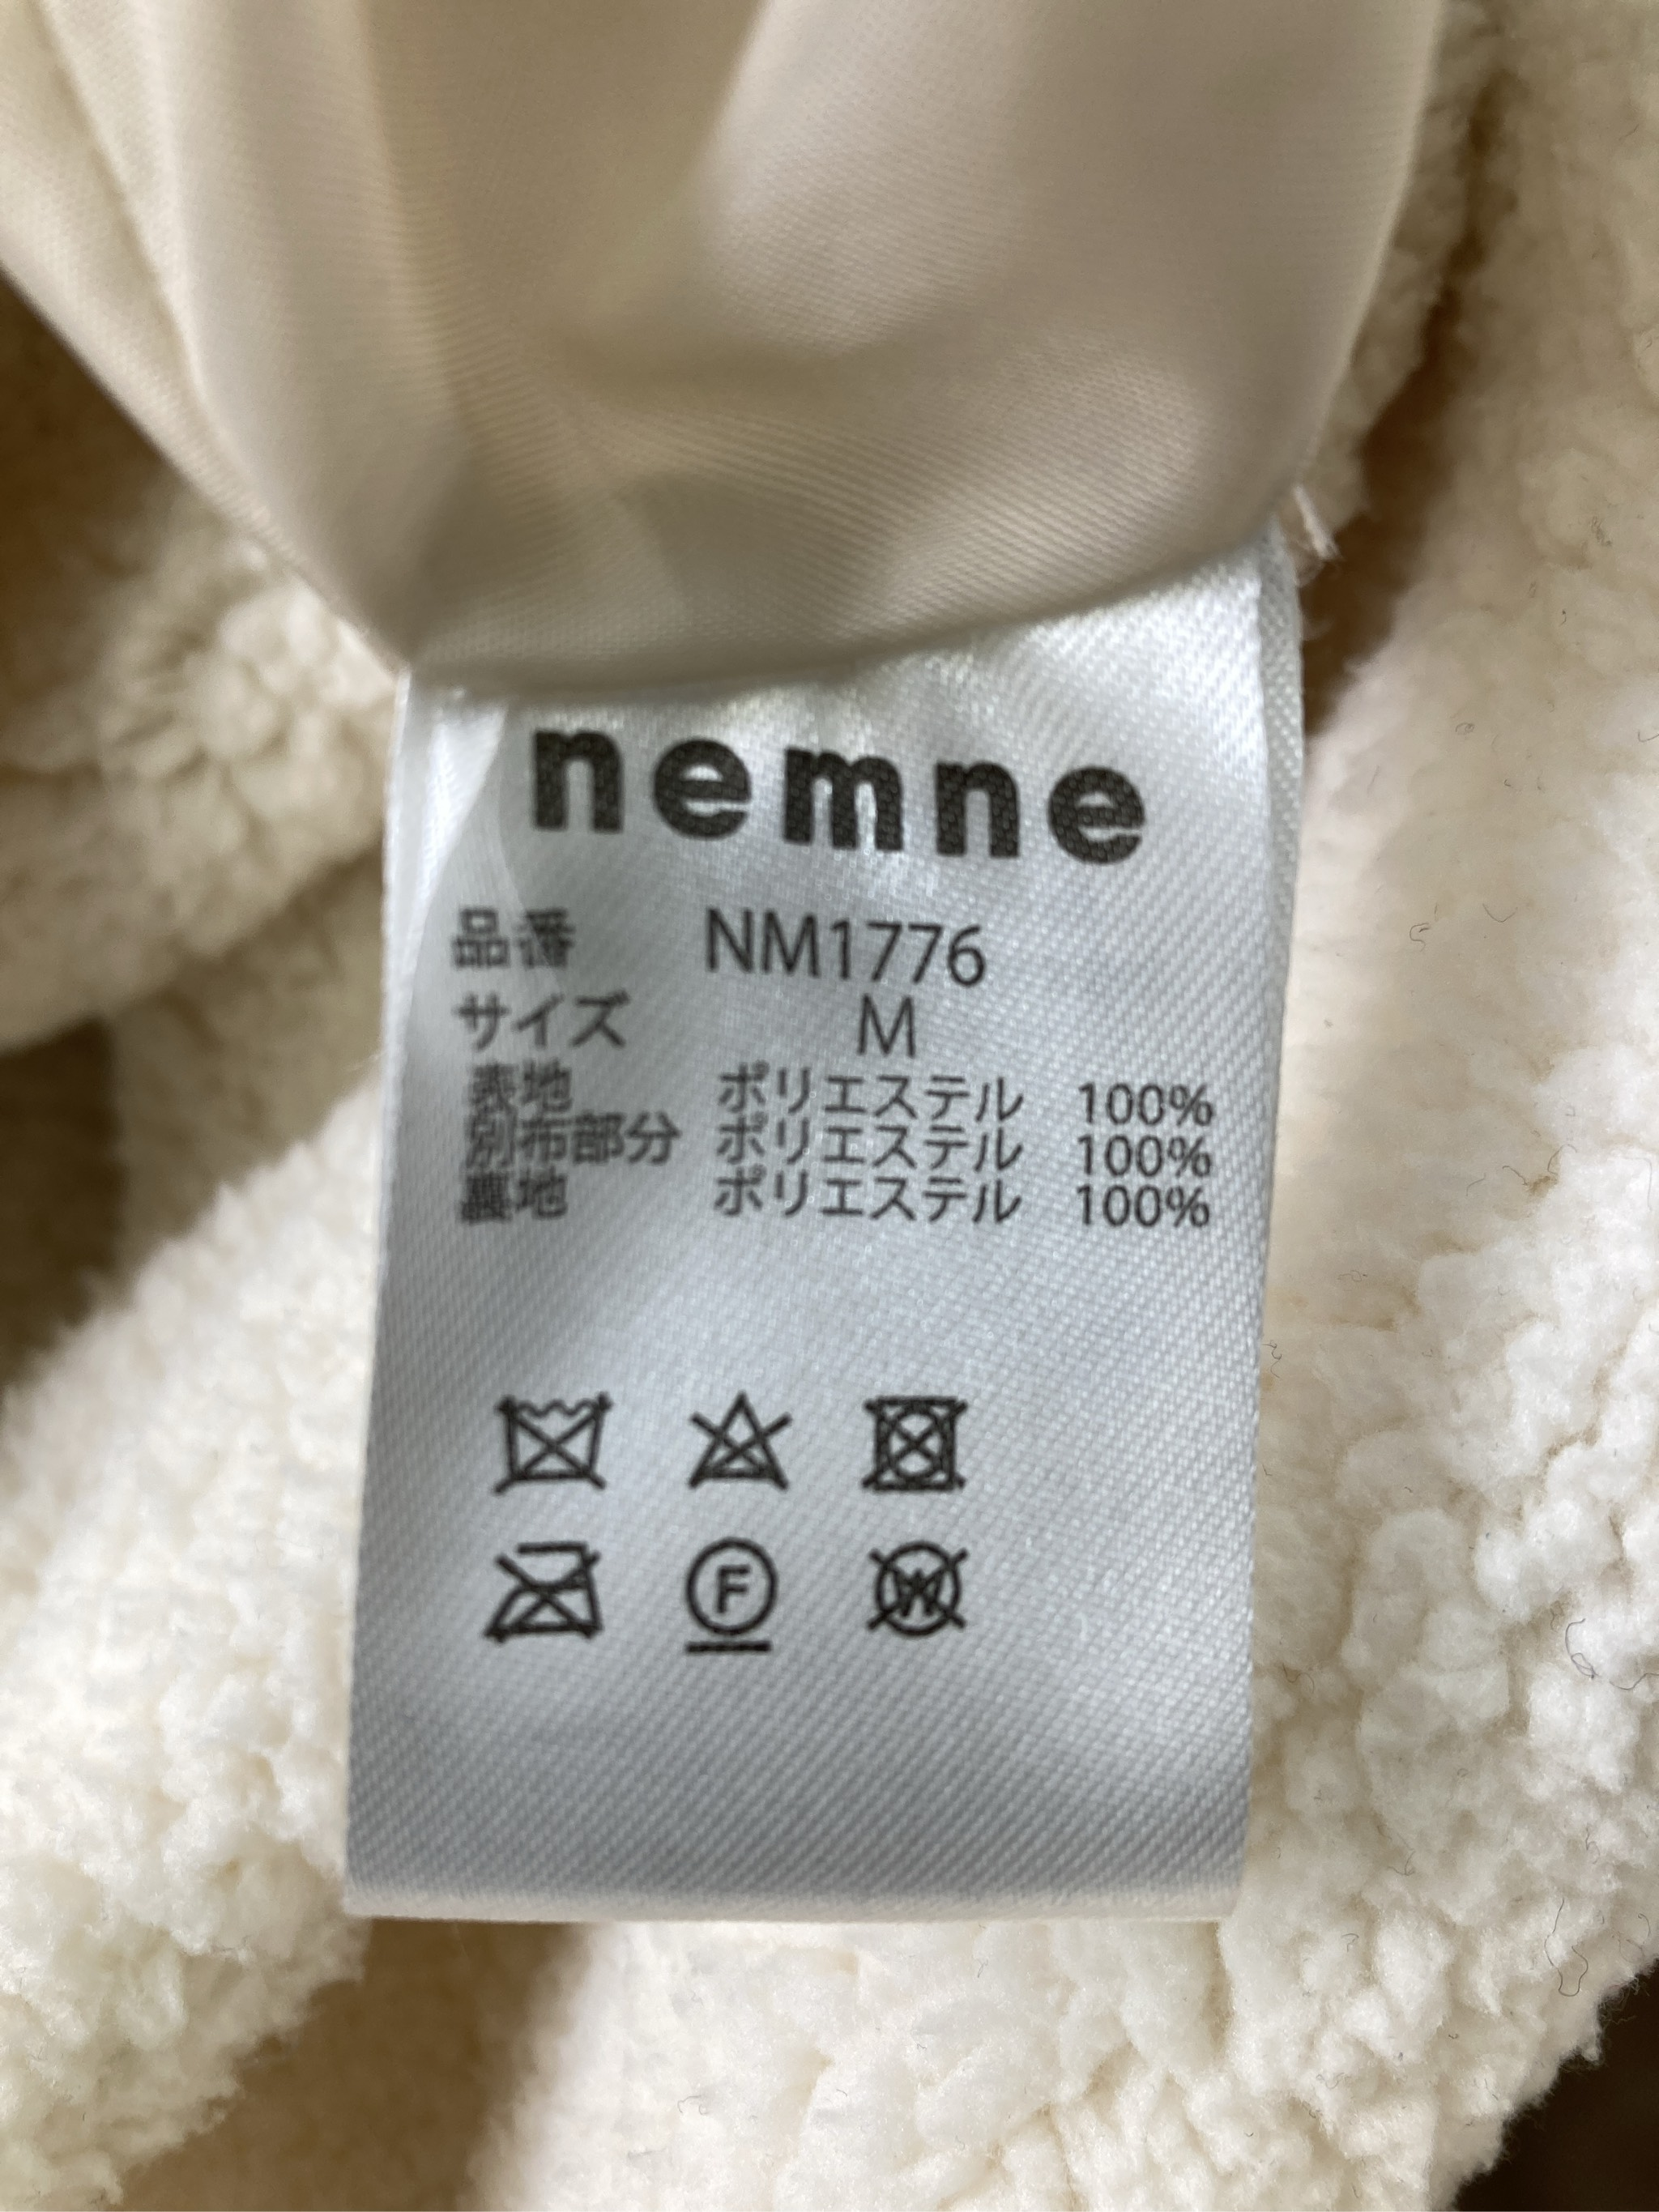 nemne
品番 NM1776
サイズ M
表地 ポリエステル 100%
別布部分 ポリエステル 100%
裏地 ポリエステル 100%
F
W